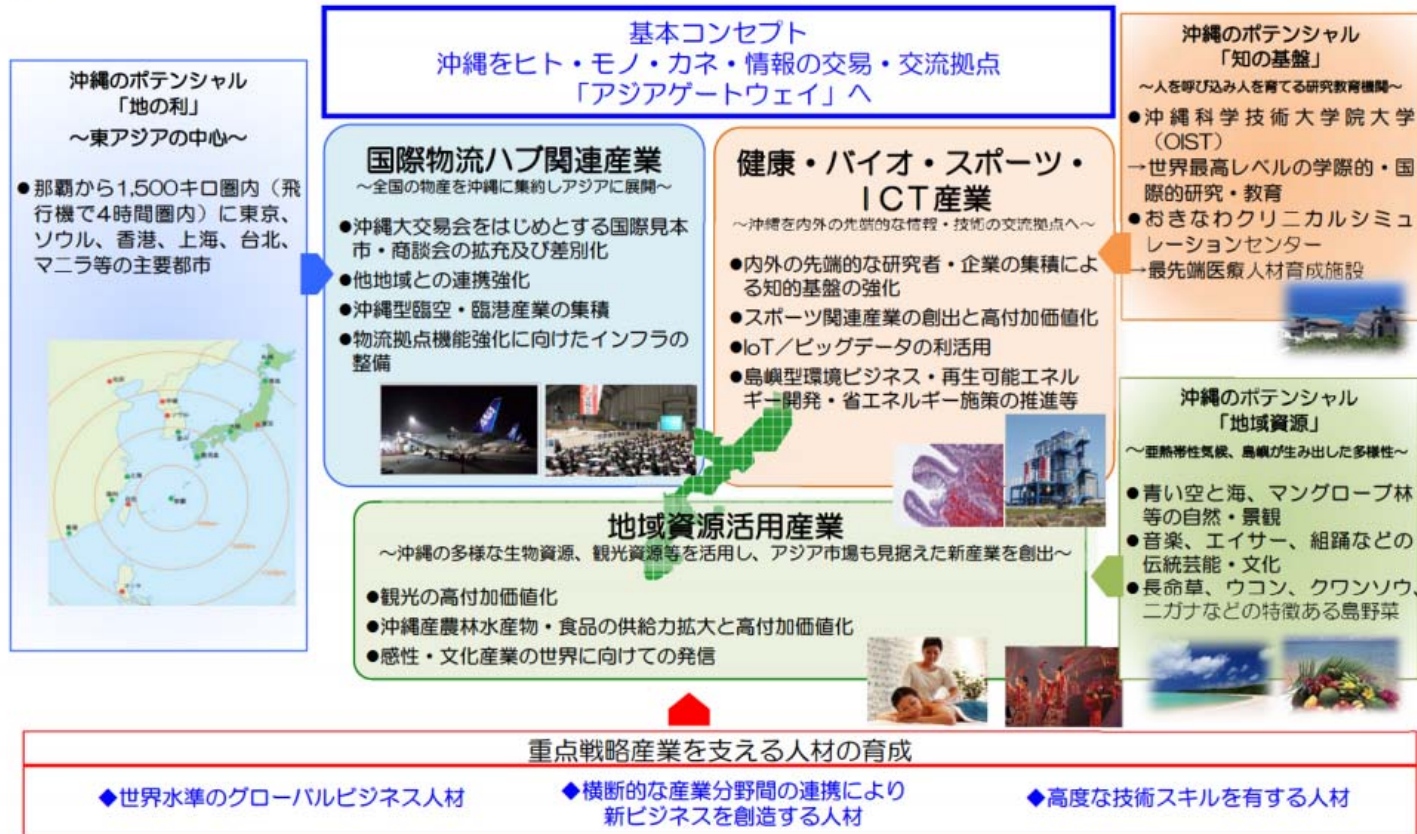 基本コンセプト
沖縄をヒト・モノ・カネ・情報の交易・交流拠点
「アジアゲートウェイ」へ
沖縄のポテンシャル
「地の利」
～東アジアの中心～
●那覇から1,500キロ圏内（飛
行機で4時間圏内）に東京、
ソウル、香港、上海、台北、
マニラ等の主要都市
国際物流ハブ関連産業
～全国の物産を沖縄に集約しアジアに展開～
●沖縄大交易会をはじめとする国際見本
市・商談会の拡充及び差別化
●他地域との連携強化
●沖縄型臨空・臨港産業の集積
●物流拠点機能強化に向けたインフラの
整備
健康・バイオ・スポーツ・
ICT産業
～沖縄を内外の先端的な情報・技術の交流拠点へ～
●内外の先端的な研究者・企業の集積によ
る知的基盤の強化
●スポーツ関連産業の創出と高付加価値化
●IoT／ビッグデータの利活用
●島嶼型環境ビジネス・再生可能エネル
ギー開発・省エネルギー施策の推進等
沖縄のポテンシャル
「知の基盤」
～人を呼び込み人を育てる研究教育機関～
●沖縄科学技術大学院大学
（OIST）
→世界最高レベルの学際的・国
際的研究・教育
●おきなわクリニカルシミュ
レーションセンター
→最先端医療人材育成施設
沖縄のポテンシャル
「地域資源」
～亜熱帯性気候、島嶼が生み出した多様性～
●青い空と海、マングローブ林
等の自然・景観
●音楽、エイサー、組踊などの
伝統芸能・文化
●長命草、ウコン、クワンソウ、
ニガナなどの特徴ある島野菜
地域資源活用産業
～沖縄の多様な生物資源、観光資源等を活用し、アジア市場も見据えた新産業を創出～
●観光の高付加価値化
●沖縄産農林水産物・食品の供給力拡大と高付加価値化
●感性・文化産業の世界に向けての発信
重点戦略産業を支える人材の育成
◆世界水準のグローバルビジネス人材
◆横断的な産業分野間の連携により
新ビジネスを創造する人材
◆高度な技術スキルを有する人材